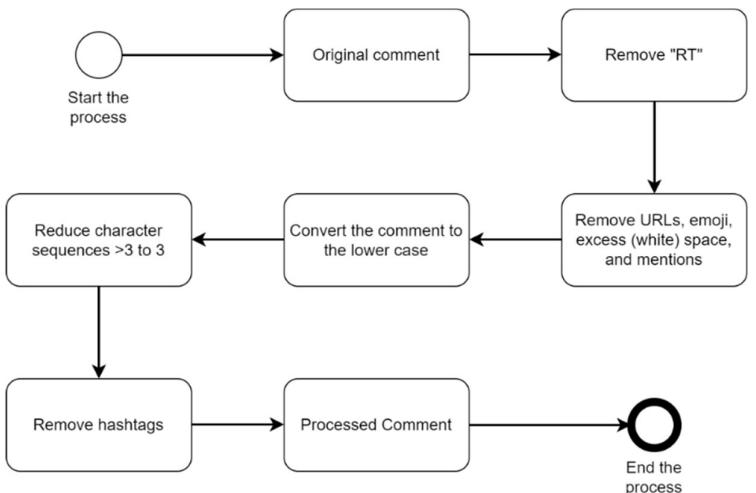 Start the
process
Original comment
Remove "RT"
Remove URLs, emoji,
excess (white) space,
and mentions
Convert the comment to
the lower case
Reduce character
sequences >3 to 3
Remove hashtags
Processed Comment
End the
process